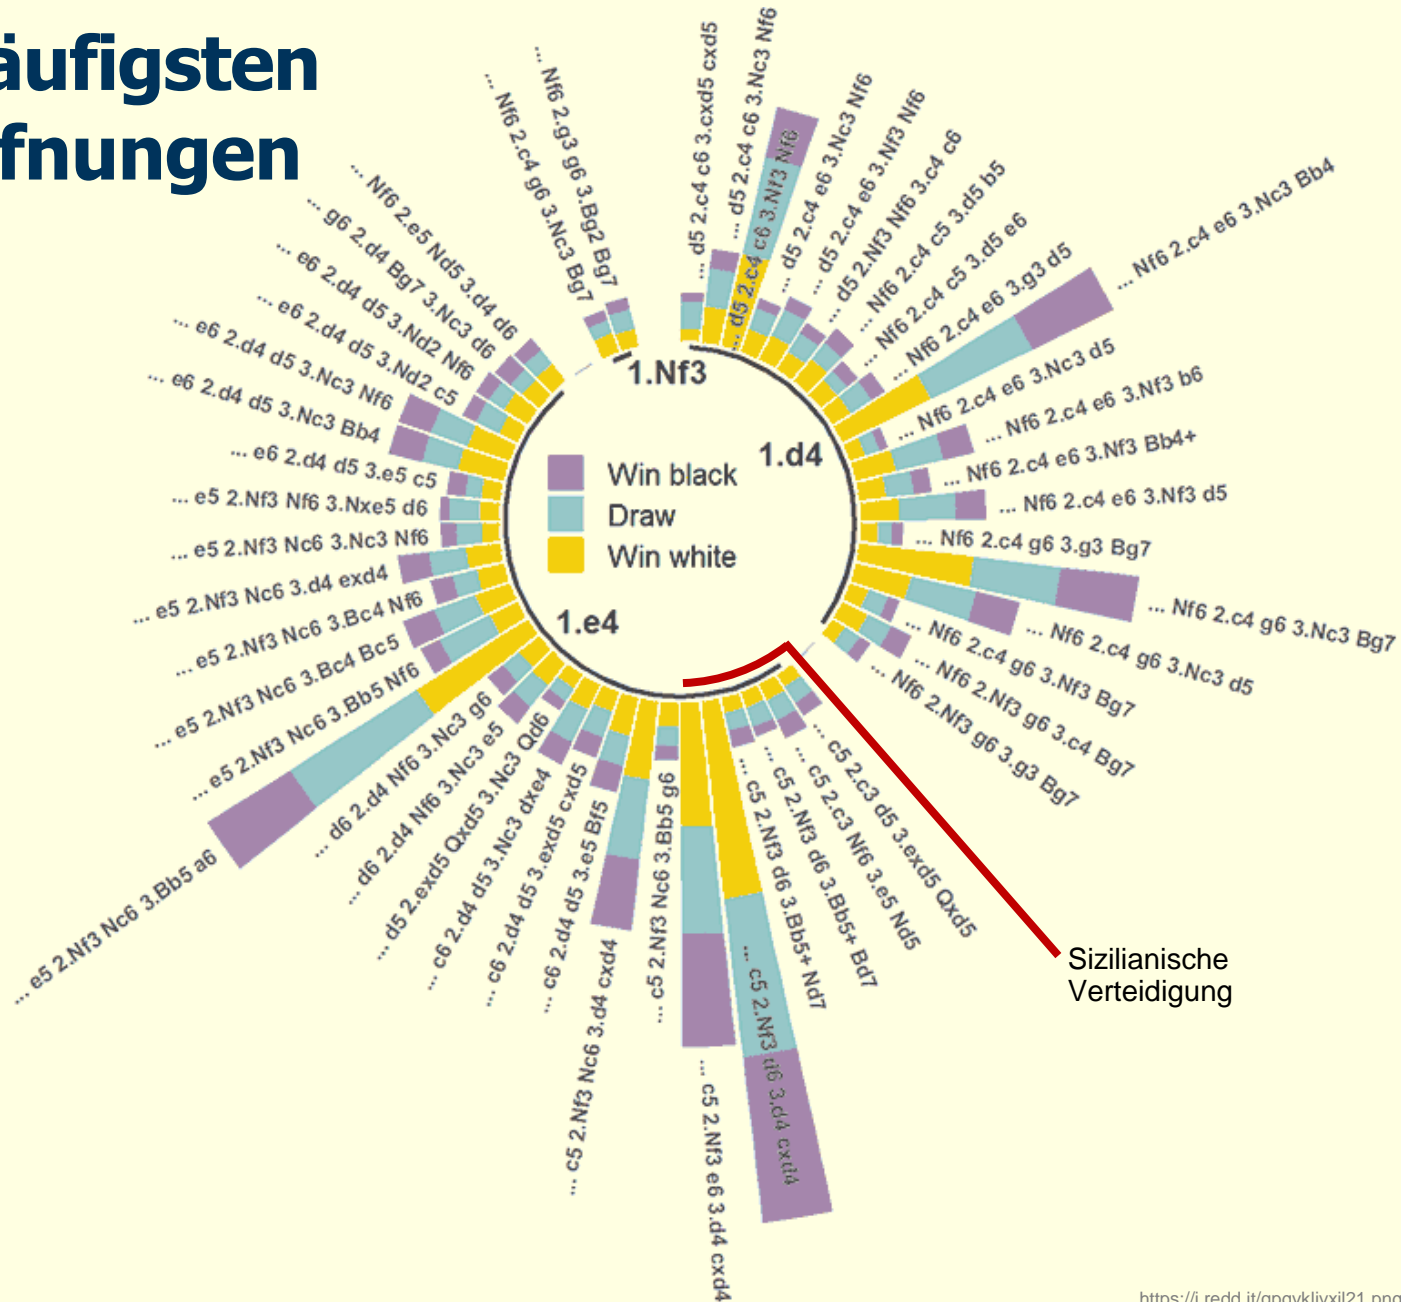 äufigsten
fnungen
... Nf6 2.c4 g6 3.Nc3 Bg7
... Nf6 2.g3 g6 3.Bg2 Bg7
1.Nf3
... d5 2.c4 c6 3.cxd5 cxd5
... d5 2.c4 c6 3.Nc3 Nf6
... d5 2.c4 c6 3.Nf3 Nf6
... d5 2.c4 e6 3.Nc3 Nf6
... d5 2.c4 e6 3.Nf3 Nf6
... d5 2.Nf3 Nf6 3.c4 c6
... Nf6 2.c4 c5 3.d5 b5
... Nf6 2.c4 c5 3.d5 e6
... Nf6 2.c4 e6 3.g3 d5
... Nf6 2.c4 e6 3.Nc3 Bb4
... Nf6 2.c4 e6 3.Nc3 d5
... Nf6 2.c4 e6 3.Nf3 b6
... Nf6 2.c4 e6 3.Nf3 Bb4+
... Nf6 2.c4 e6 3.Nf3 d5
... Nf6 2.c4 g6 3.g3 Bg7
... Nf6 2.c4 g6 3.Nc3 Bg7
... Nf6 2.c4 g6 3.Nc3 d5
... Nf6 2.c4 g6 3.Nf3 Bg7
... Nf6 2.Nf3 g6 3.c4 Bg7
... Nf6 2.Nf3 g6 3.g3 Bg7
1.d4
Win black
Draw
Win white
1.e4
... c5 2.c3 d5 3.exd5 Qxd5
... c5 2.c3 Nf6 3.e5 Nd5
... c5 2.Nf3 d6 3.Bb5+ Bd7
... c5 2.Nf3 d6 3.Bb5+ Nd7
... c5 2.Nf3 d6 3.d4 cxd4
... c5 2.Nf3 e6 3.d4 cxd4
... c5 2.Nf3 Nc6 3.Bb5 g6
... c5 2.Nf3 Nc6 3.d4 cxd4
... c6 2.d4 d5 3.e5 Bf5
... c6 2.d4 d5 3.exd5 cxd5
... c6 2.d4 d5 3.Nc3 dxe4
... d5 2.exd5 Qxd5 3.Nc3 Qd6
... d6 2.d4 Nf6 3.Nc3 e5
... d6 2.d4 Nf6 3.Nc3 g6
... e5 2.Nf3 Nc6 3.Bb5 a6
... e5 2.Nf3 Nc6 3.Bb5 Nf6
... e5 2.Nf3 Nc6 3.Bc4 Bc5
... e5 2.Nf3 Nc6 3.Bc4 Nf6
... e5 2.Nf3 Nc6 3.d4 exd4
... e5 2.Nf3 Nc6 3.Nc3 Nf6
... e5 2.Nf3 Nf6 3.Nxe5 d6
... e6 2.d4 d5 3.e5 c5
... e6 2.d4 d5 3.Nc3 Bb4
... e6 2.d4 d5 3.Nc3 Nf6
... e6 2.d4 d5 3.Nd2 c5
... e6 2.d4 d5 3.Nd2 Nf6
... g6 2.d4 Bg7 3.Nc3 d6
... Nf6 2.e5 Nd5 3.d4 d6
Sizilianische
Verteidigung